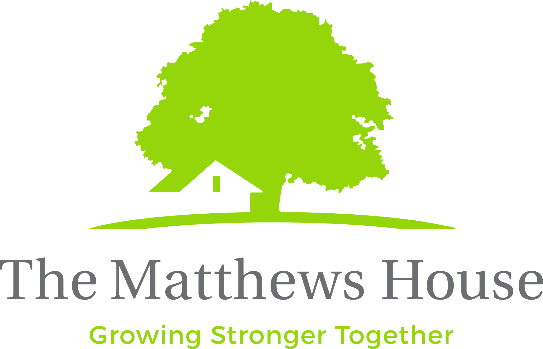 The Matthews House
Growing Stronger Together